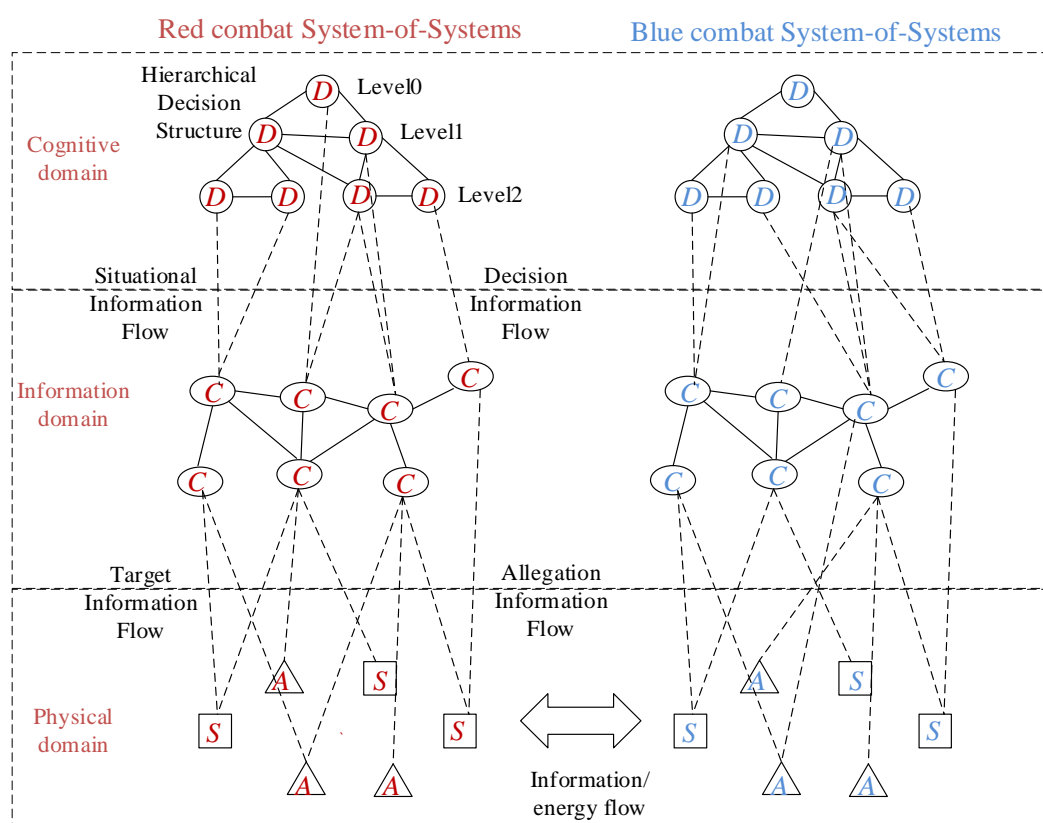 Red combat System-of-Systems
Blue combat System-of-Systems
Hierarchical
Decision
Structure
Cognitive
domain
D
Level0
D
D
Level1
D
D
D
D
Level2
D
D
D
D
D
D
D
Situational
Information
Flow
Decision
Information
Flow
Information
domain
C
C
C
C
C
C
C
C
C
C
C
C
C
C
Target
Information
Flow
Allegation
Information
Flow
Physical
domain
A
S
S
S
A
A
A
S
S
S
A
A
Information/
energy flow